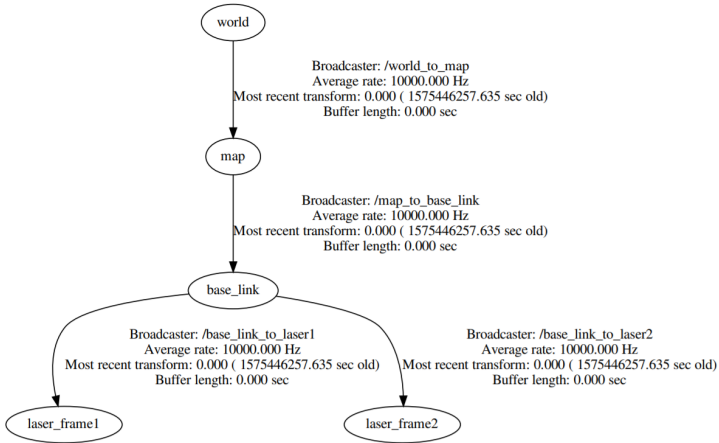 world
Broadcaster: /world_to_map
Average rate: 10000.000 Hz
Most recent transform: 0.000 ( 1575446257.635 sec old)
Buffer length: 0.000 sec
map
Broadcaster: /map_to_base_link
Average rate: 10000.000 Hz
Most recent transform: 0.000 ( 1575446257.635 sec old)
Buffer length: 0.000 sec
base_link
Broadcaster: /base_link_to_laser1
Average rate: 10000.000 Hz
Most recent transform: 0.000 ( 1575446257.635 sec old)
Buffer length: 0.000 sec
Broadcaster: /base_link_to_laser2
Average rate: 10000.000 Hz
Most recent transform: 0.000 ( 1575446257.635 sec old)
Buffer length: 0.000 sec
laser_frame1
laser_frame2